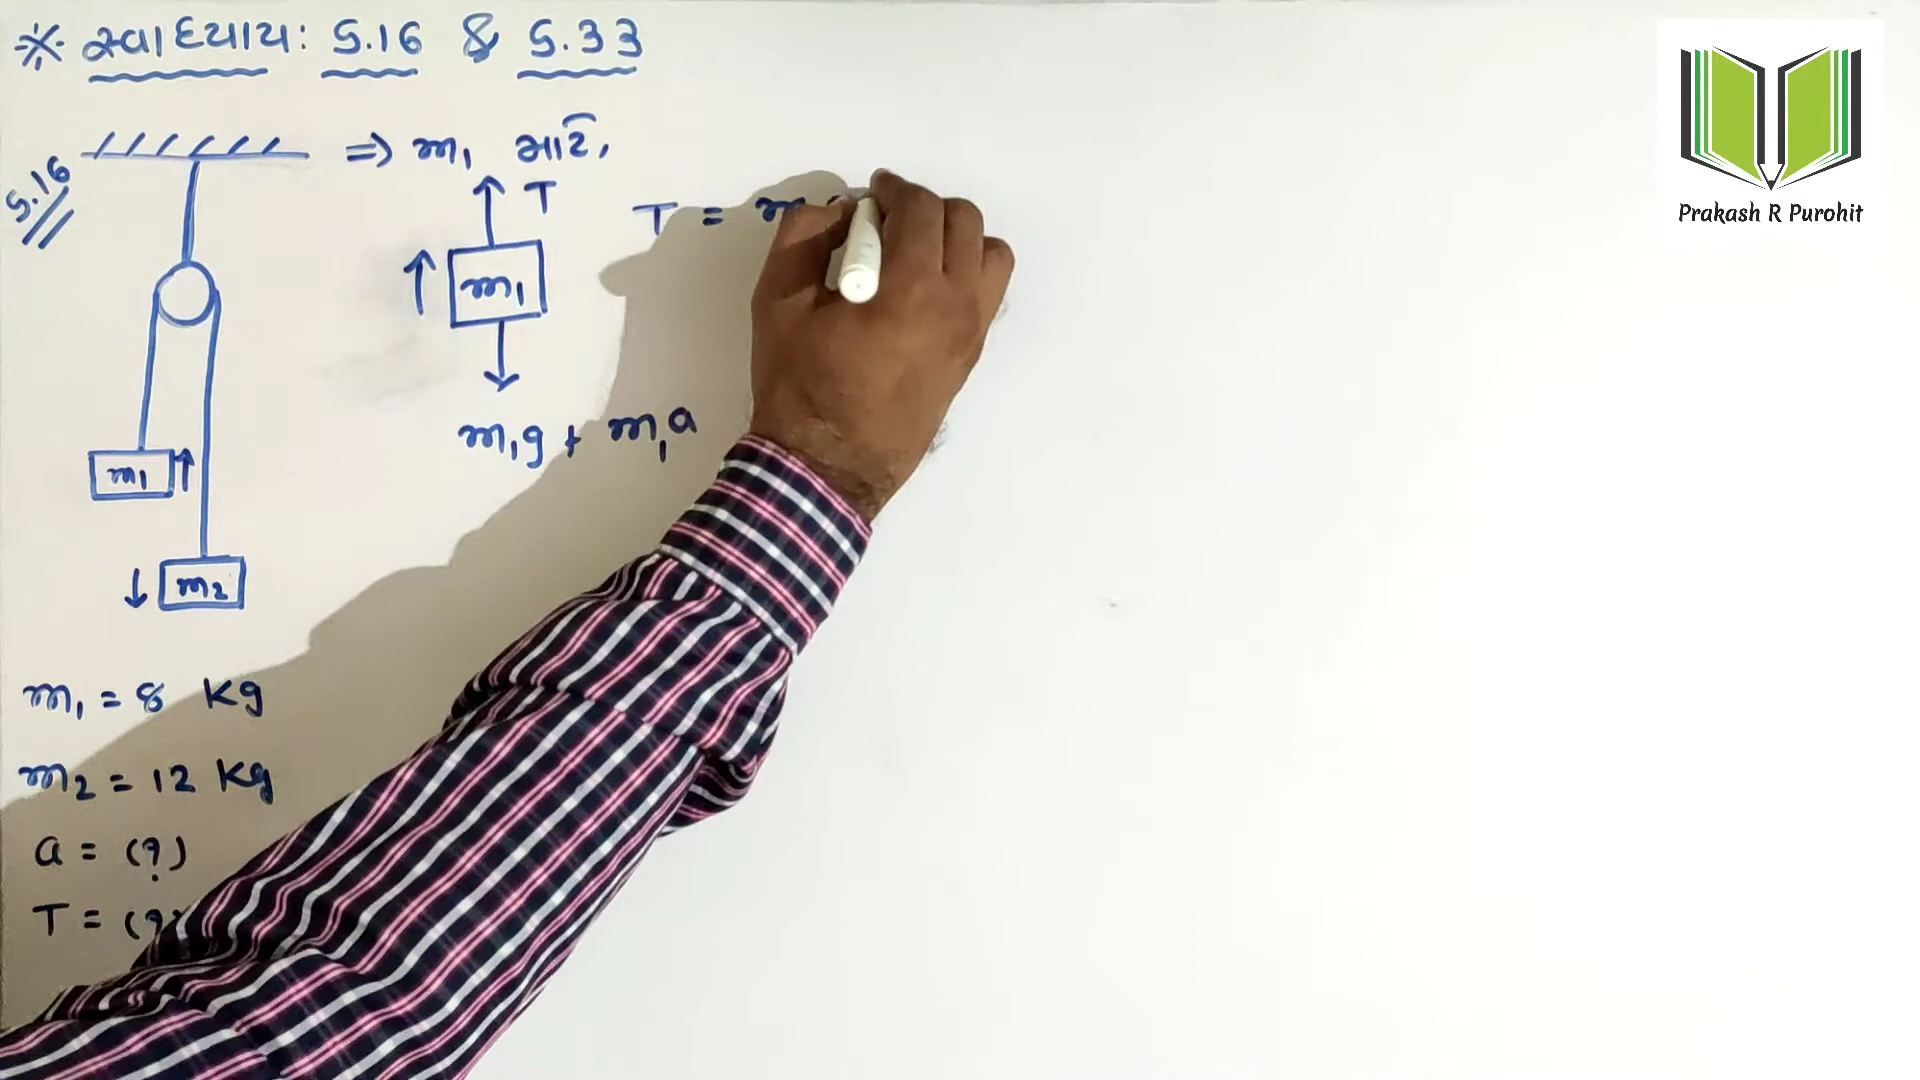 ※ સ્વાધ્યાય: 5.16 & 5.33
5.16
⇒ m₁ માટે,
T
T = m
m₁
m₁g + m₁a
m₁
m₂
m₁ = 8 Kg
m₂ = 12 Kg
a = (?)
T = (?)
Prakash R Purohit